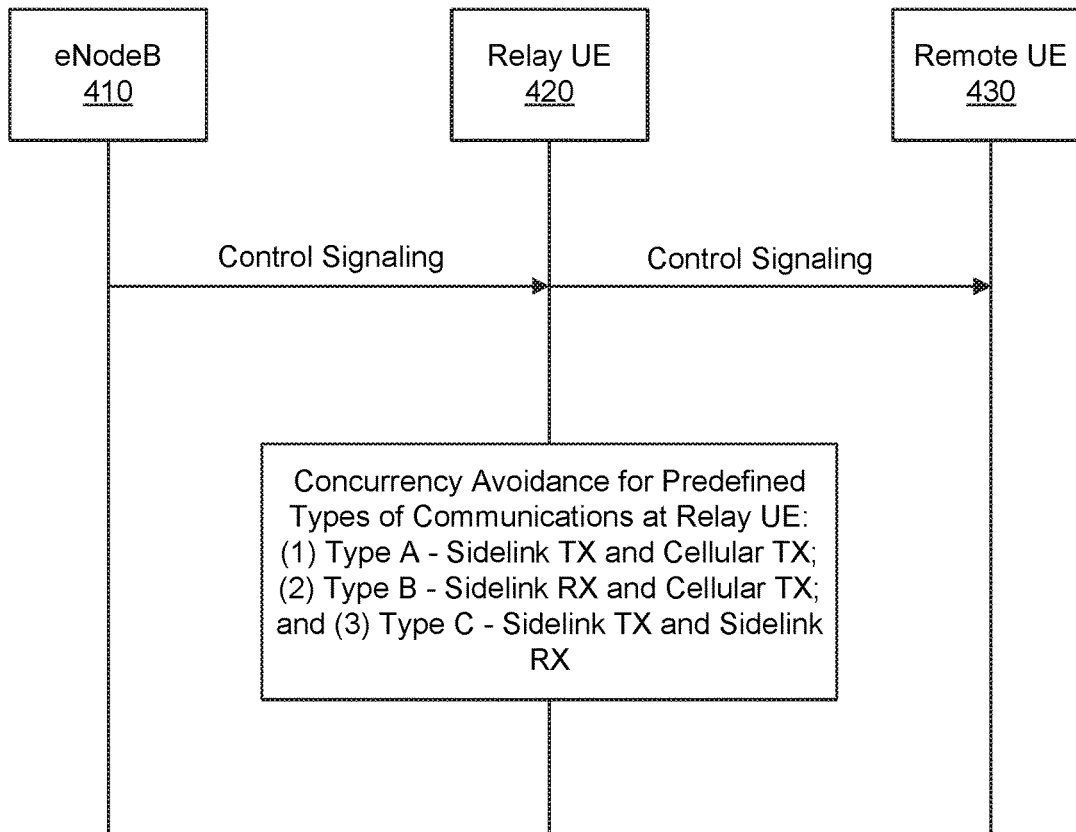 eNodeB
410
Relay UE
420
Remote UE
430
Control Signaling
Control Signaling
Concurrency Avoidance for Predefined
Types of Communications at Relay UE:
(1) Type A - Sidelink TX and Cellular TX;
(2) Type B - Sidelink RX and Cellular TX;
and (3) Type C - Sidelink TX and Sidelink
RX